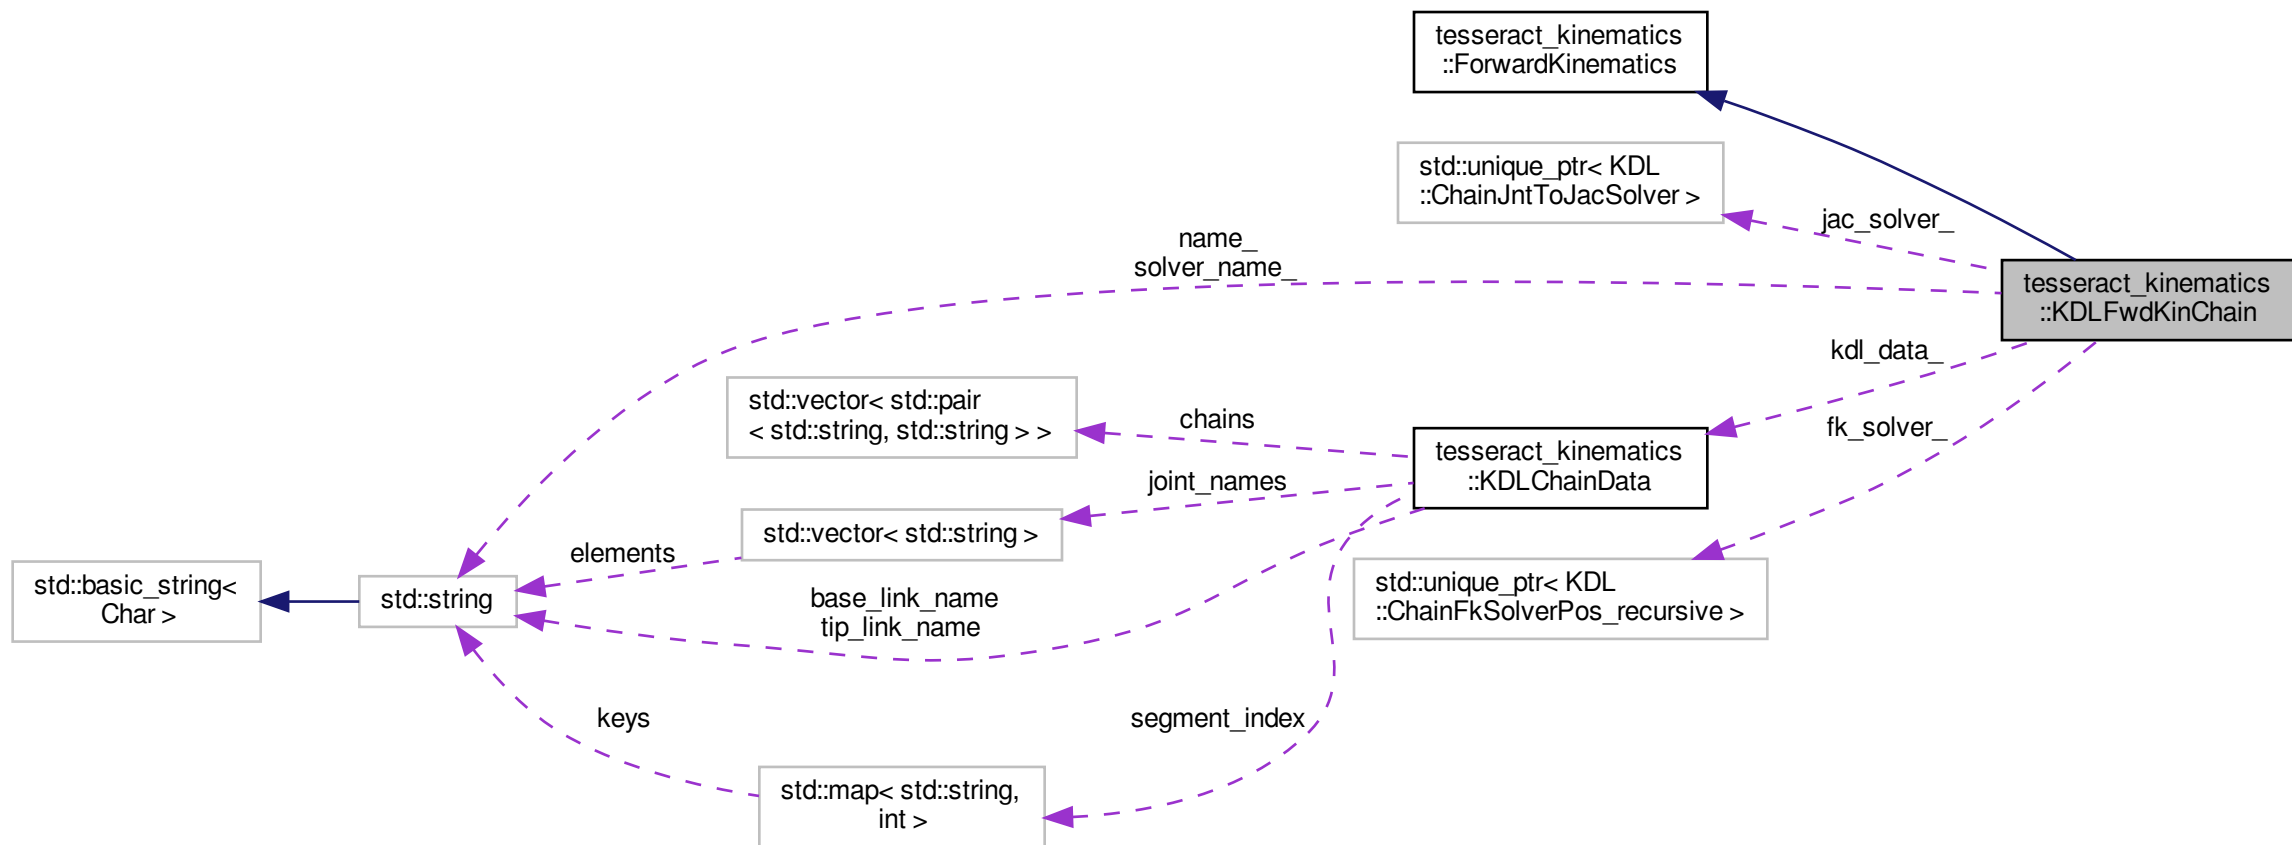 tesseract_kinematics
::ForwardKinematics
std::unique_ptr< KDL
::ChainJntToJacSolver >
jac_solver_
name_
solver_name_
tesseract_kinematics
::KDLFwdKinChain
kdl_data_
std::vector< std::pair
< std::string, std::string > >
chains
fk_solver_
tesseract_kinematics
::KDLChainData
joint_names
std::vector< std::string >
elements
std::basic_string<
Char >
std::string
base_link_name
tip_link_name
std::unique_ptr< KDL
::ChainFkSolverPos_recursive >
keys
segment_index
std::map< std::string,
int >